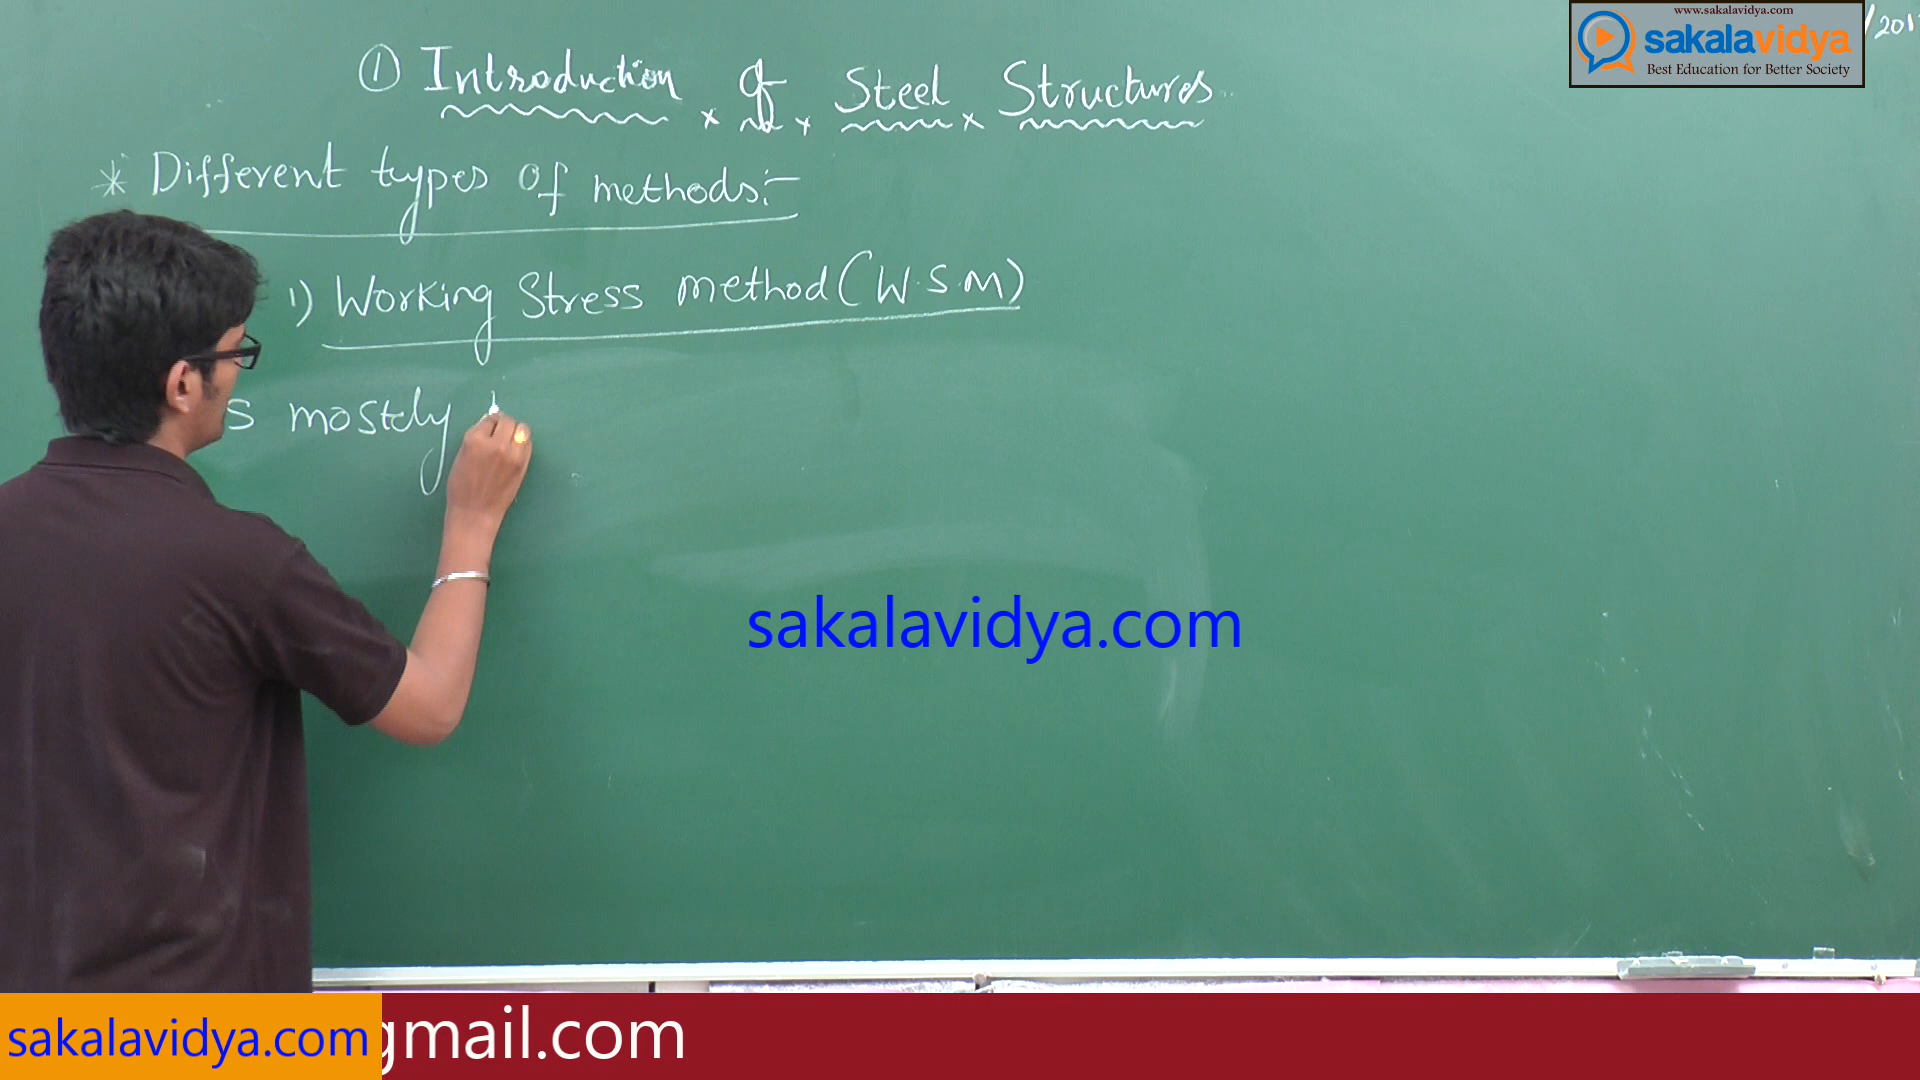 www.sakalavidya.com
sakalavidya
Best Education for Better Society
① Introduction of Steel Structures
* Different types of methods:-
1) Working Stress method (W.S.M)
s mostly
sakalavidya.com
sakalavidya.com
gmail.com